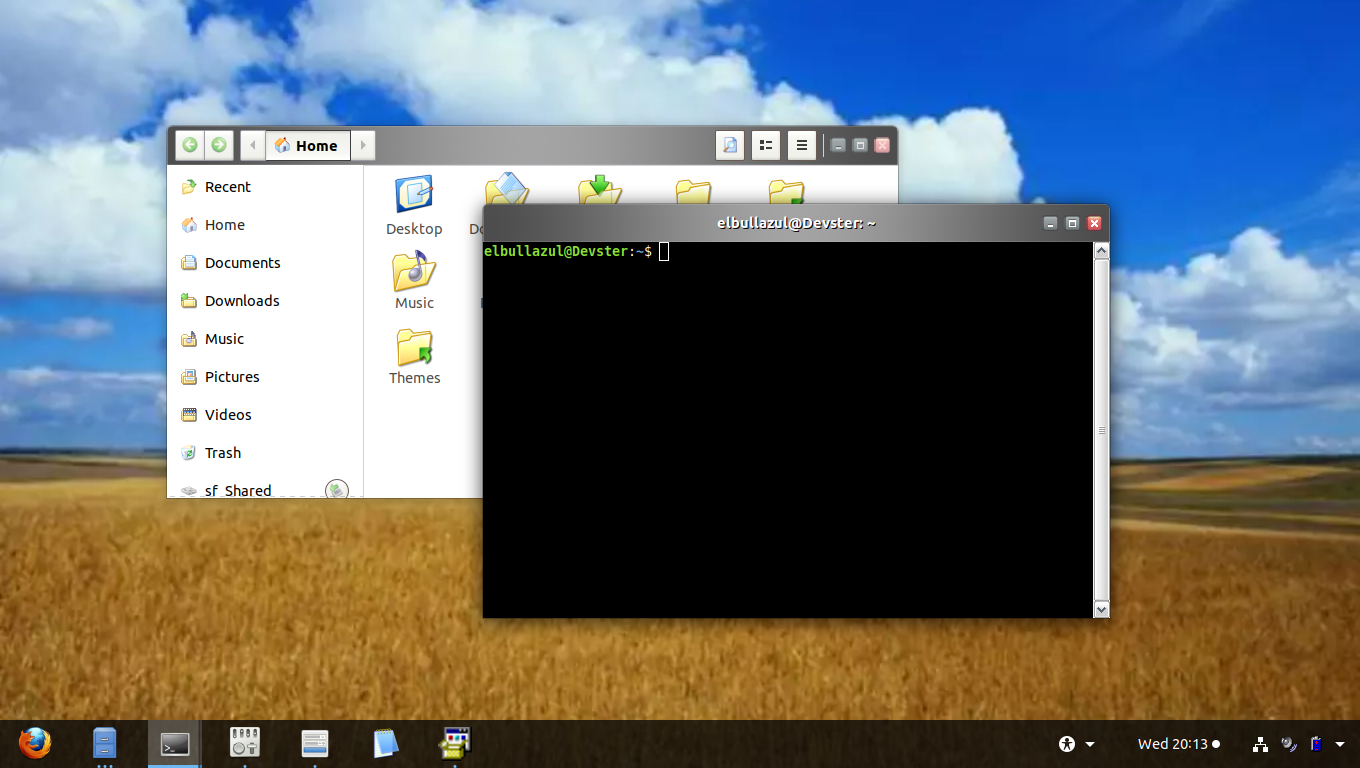 Home
Recent
Home
Documents
Downloads
Music
Pictures
Videos
Trash
sf_Shared
Desktop
Music
Themes
elbullazul@Devster: ~
elbullazul@Devster:~$
Wed 20:13